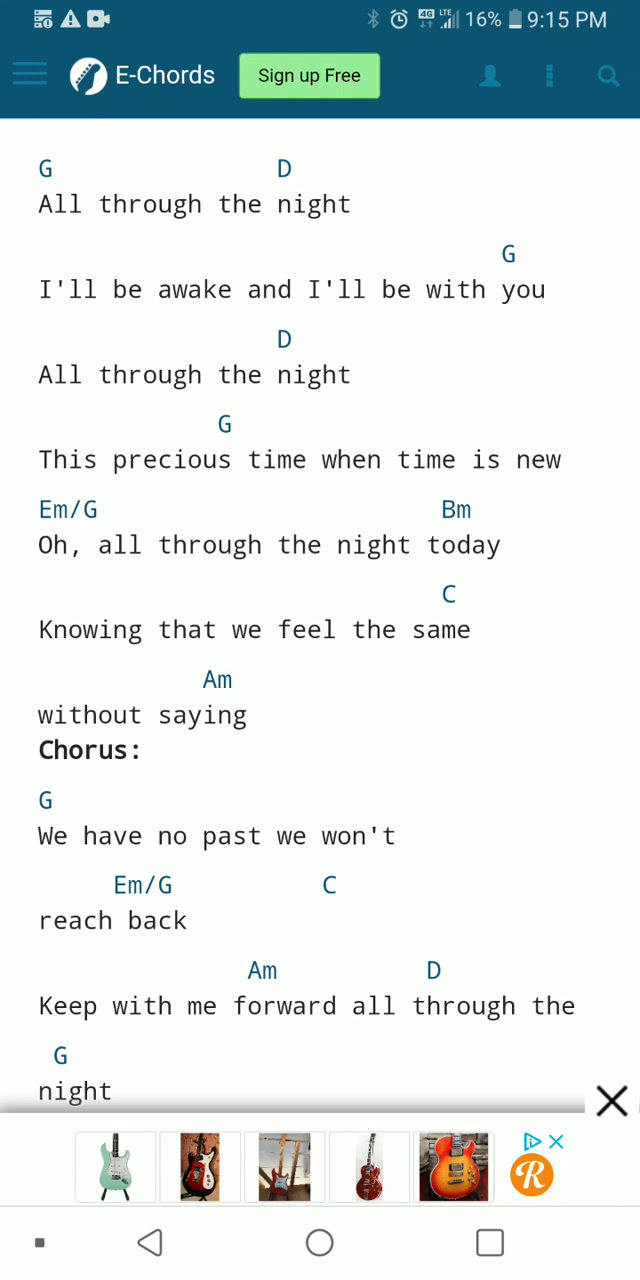 4G LTE 16% 9:15 PM
E-Chords Sign up Free
G D
All through the night
G
I'll be awake and I'll be with you
D
All through the night
G
This precious time when time is new
Em/G Bm
Oh, all through the night today
C
Knowing that we feel the same
Am
without saying
Chorus:
G
We have no past we won't
Em/G C
reach back
Am D
Keep with me forward all through the
G
night
R